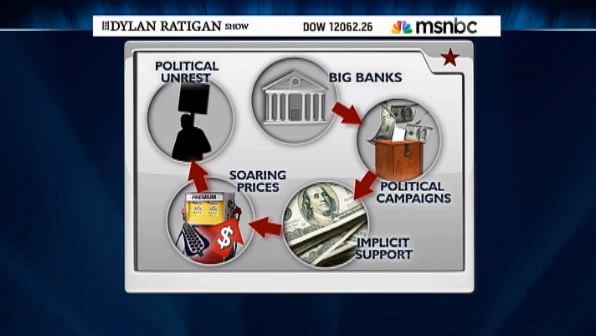 THE DYLAN RATIGAN SHOW DOW 12062.26 msnbc
POLITICAL
UNREST
BIG BANKS
POLITICAL
CAMPAIGNS
IMPLICIT
SUPPORT
SOARING
PRICES
PREMIUM
$